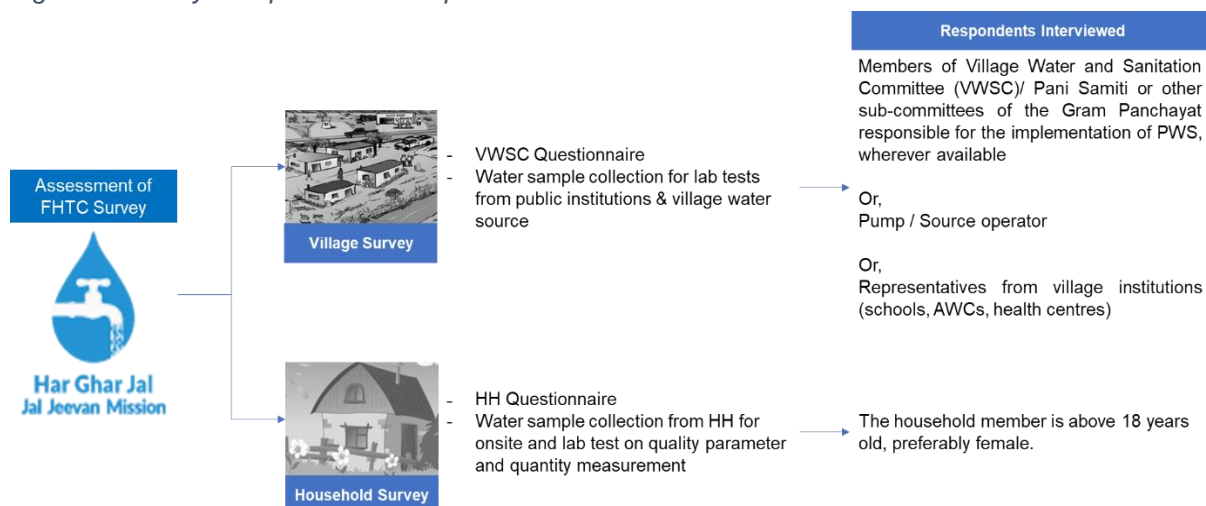 Respondents Interviewed
Members of Village Water and Sanitation
Committee (VWSC)/ Pani Samiti or other
sub-committees of the Gram Panchayat
responsible for the implementation of PWS,
wherever available
Or,
Pump / Source operator
Or,
Representatives from village institutions
(schools, AWCs, health centres)
Assessment of
FHTC Survey
Har Ghar Jal
Jal Jeevan Mission
Village Survey
- VWSC Questionnaire
- Water sample collection for lab tests
from public institutions & village water
source
Household Survey
- HH Questionnaire
- Water sample collection from HH for
onsite and lab test on quality parameter
and quantity measurement
The household member is above 18 years
old, preferably female.